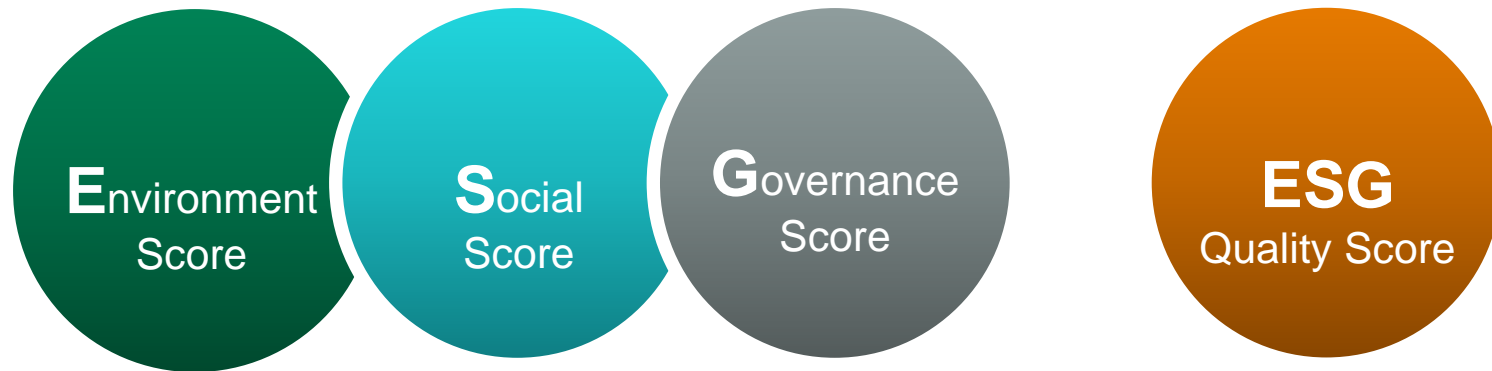 Environment
Score
Social
Score
Governance
Score
ESG
Quality Score